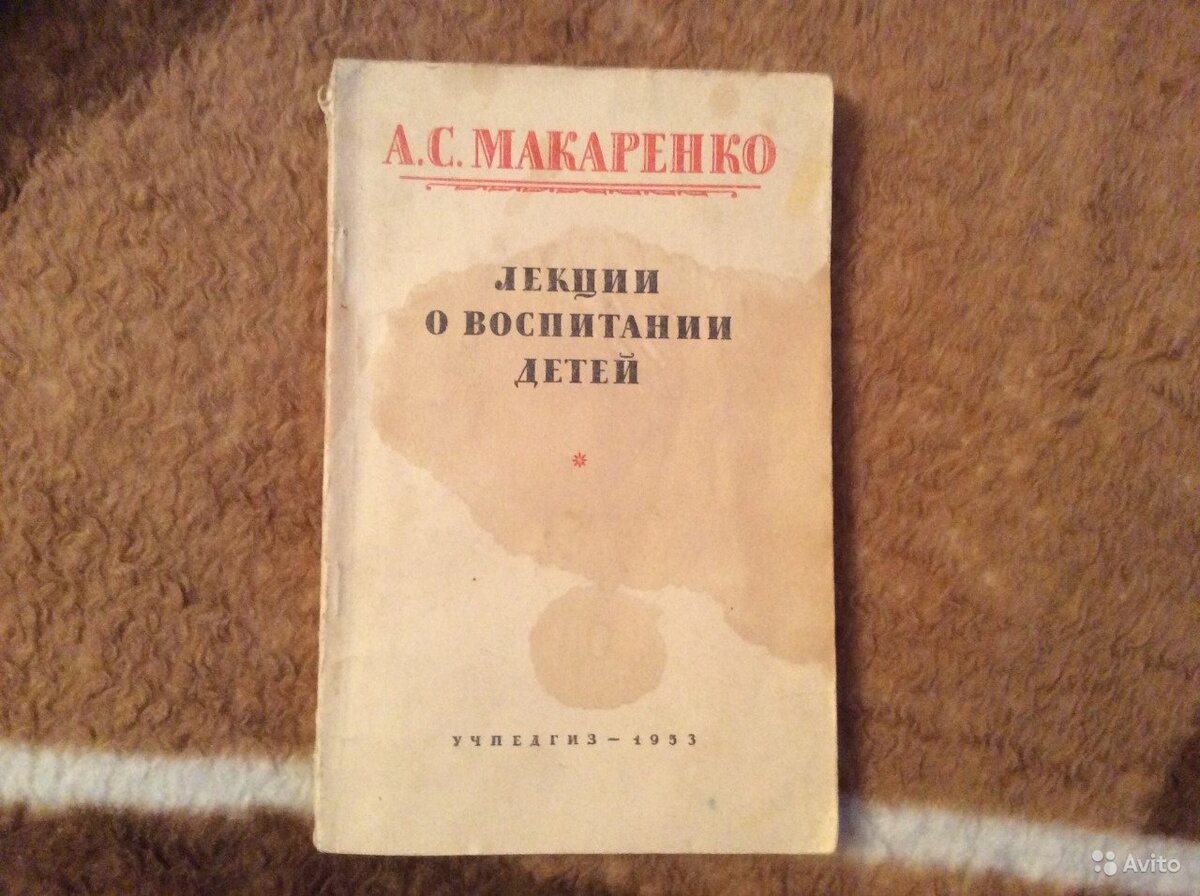 А.С. МАКАРЕНКО
ЛЕКЦИИ
О ВОСПИТАНИИ
ДЕТЕЙ
УЧПЕДГИЗ — 1953
Avito